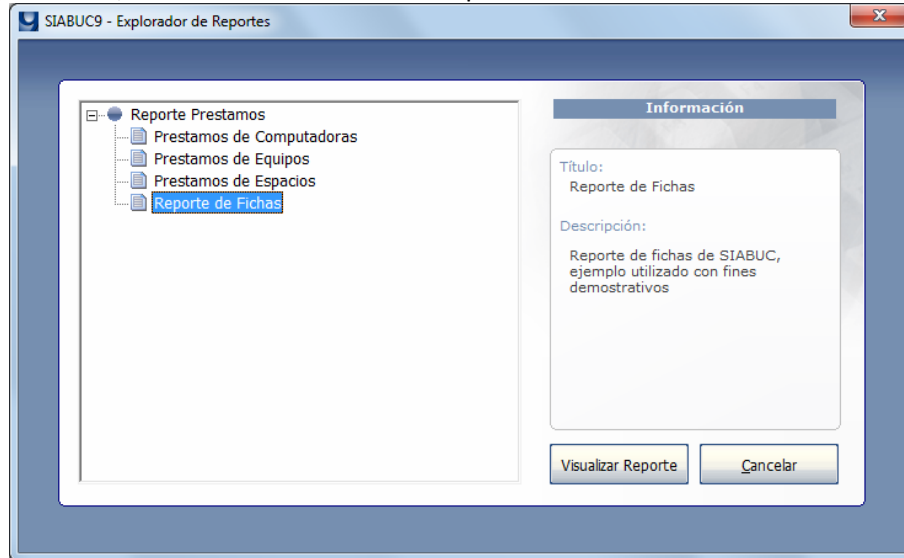 SIABUC9 - Explorador de Reportes
Reporte Prestamos
Prestamos de Computadoras
Prestamos de Equipos
Prestamos de Espacios
Reporte de Fichas
Información
Título:
Reporte de Fichas
Descripción:
Reporte de fichas de SIABUC,
ejemplo utilizado con fines
demostrativos
Visualizar Reporte
Cancelar